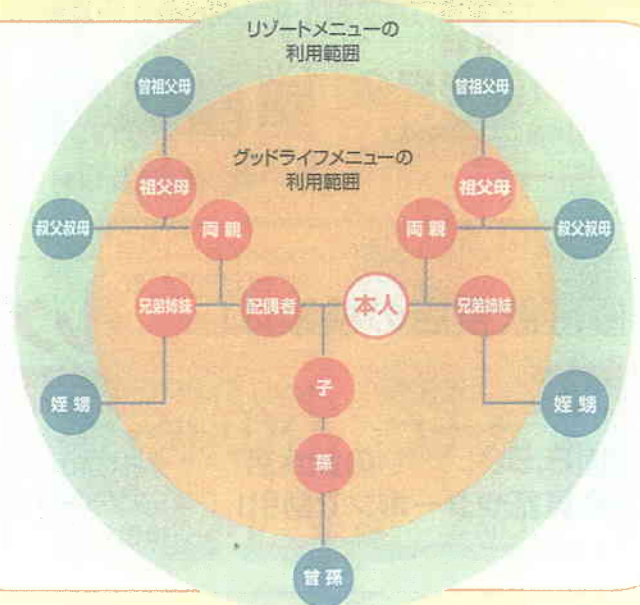 リゾートメニューの
利用範囲
曾祖父母
曾祖父母
グッドライフメニューの
利用範囲
祖父母
祖父母
叔父叔母
両親
両親
叔父叔母
兄弟姉妹
配偶者
本人
兄弟姉妹
姪甥
子
姪甥
孫
曾孫